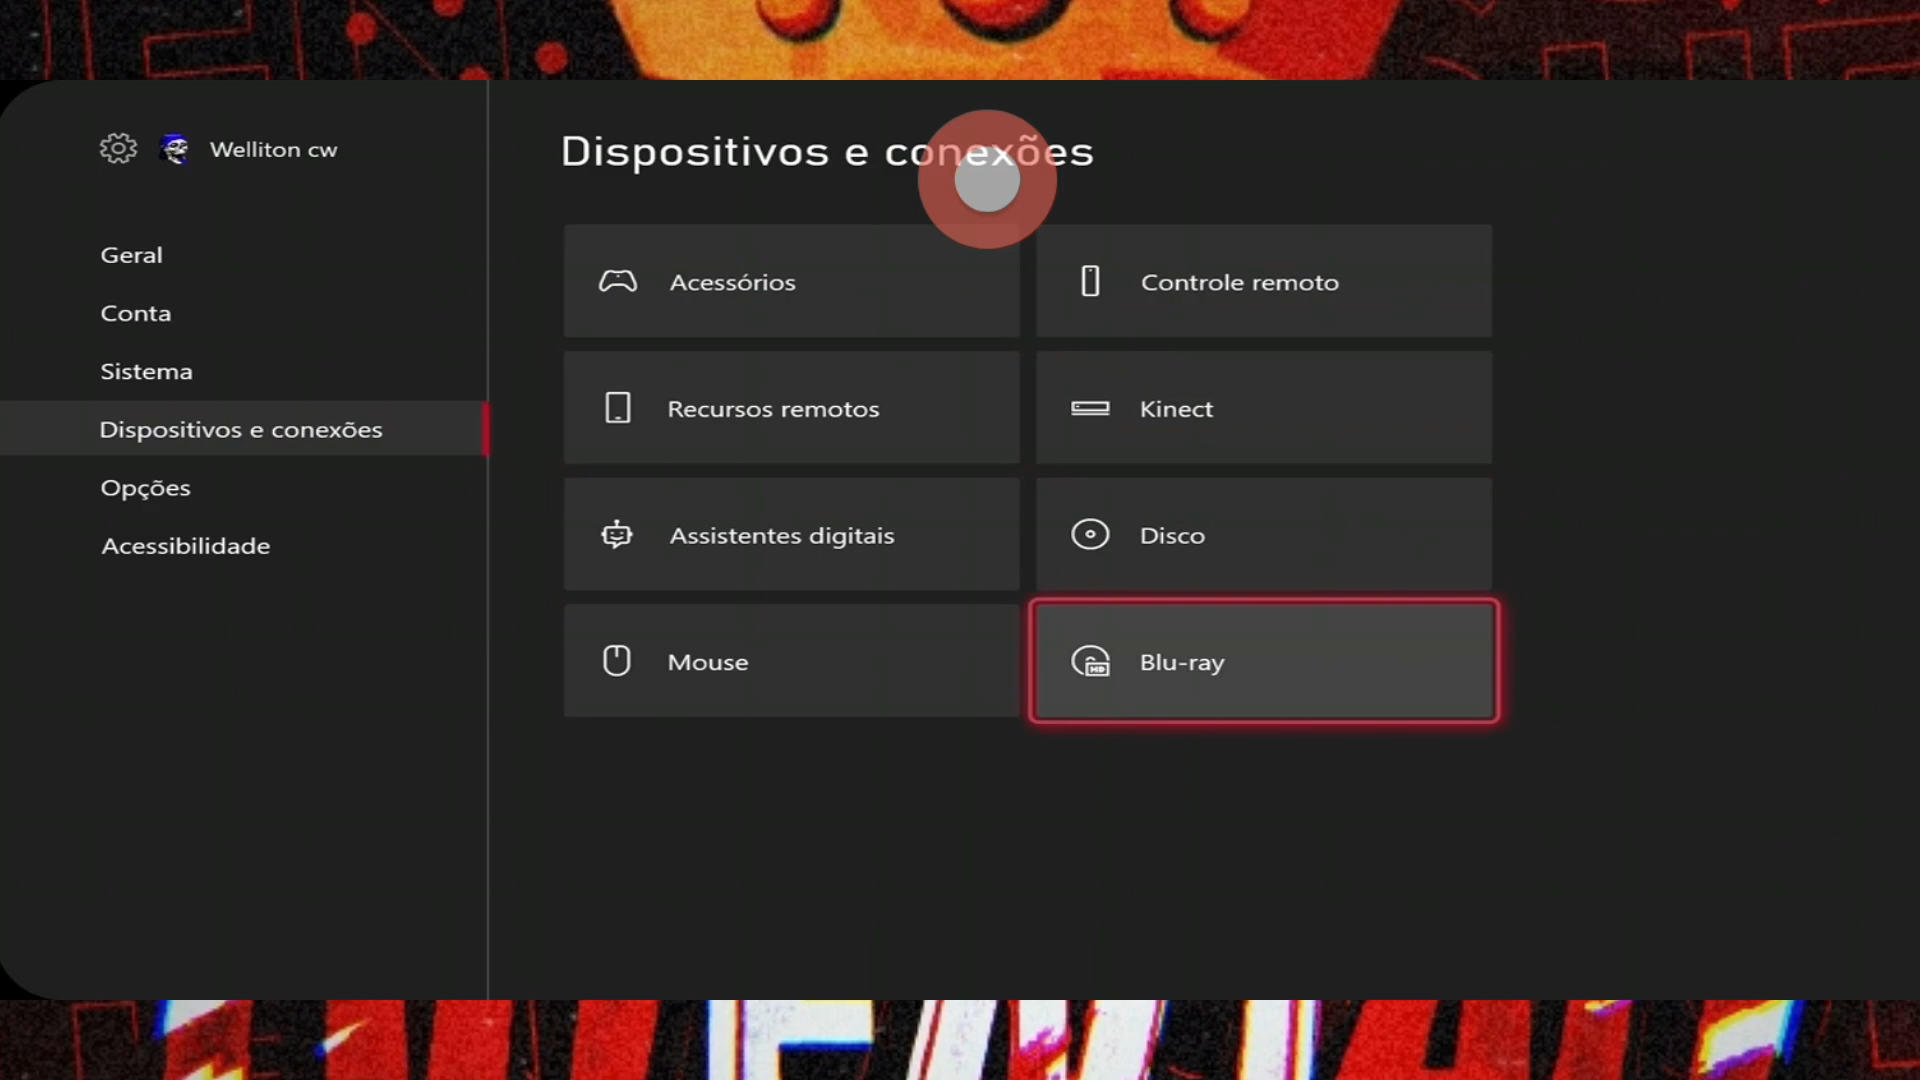 Welliton cw
Geral
Conta
Sistema
Dispositivos e conexões
Opções
Acessibilidade
Dispositivos e conexões
Acessórios
Controle remoto
Recursos remotos
Kinect
Assistentes digitais
Disco
Mouse
HD
Blu-ray